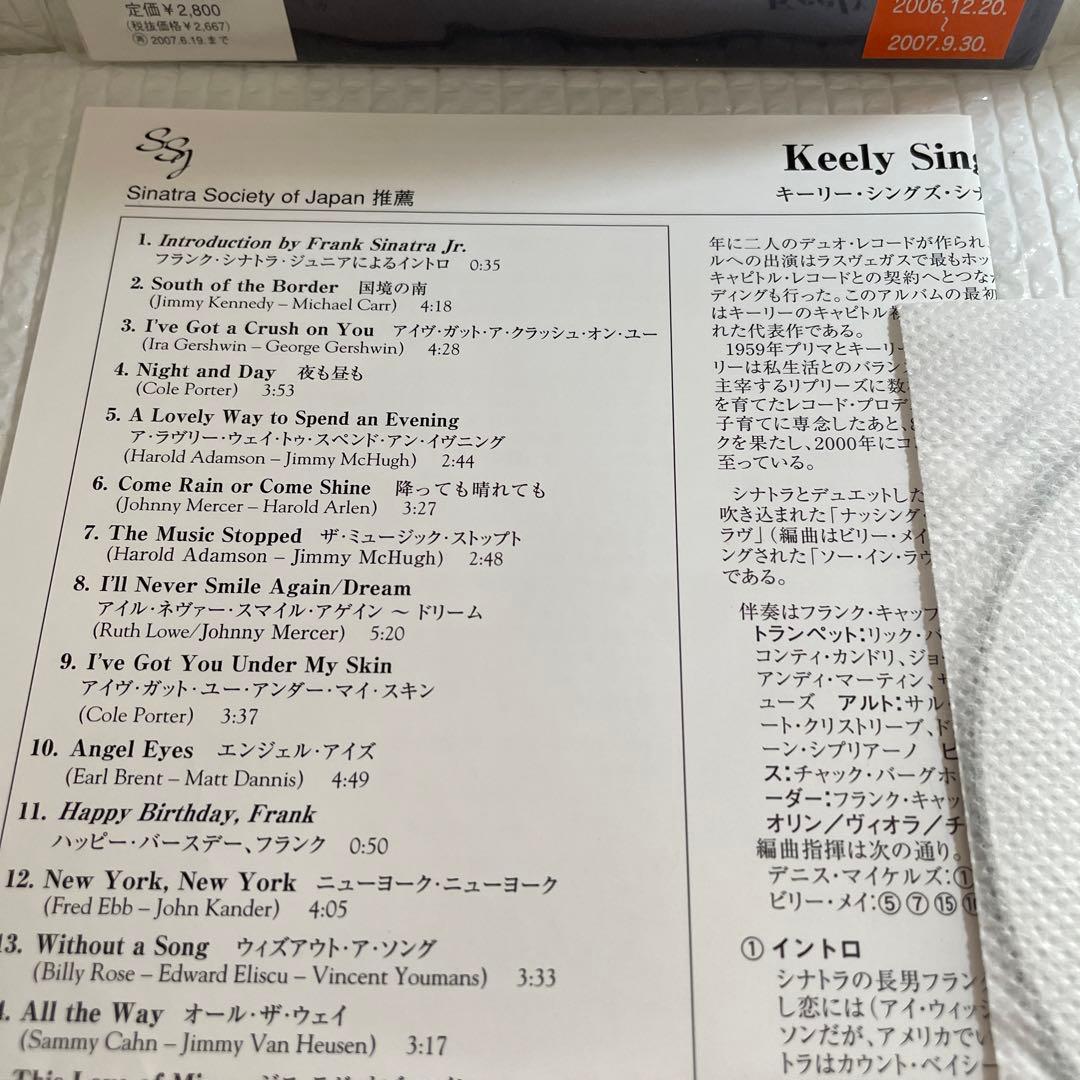 定価￥2,800
(税抜価格￥2,667)
再 2007.6.19.まで
2006.12.20.
〜
2007.9.30.
SSJ
Sinatra Society of Japan 推薦
Keely Sing
キーリー・シングズ・シナ
1. Introduction by Frank Sinatra Jr.
フランク・シナトラ・ジュニアによるイントロ 0:35
2. South of the Border 国境の南
(Jimmy Kennedy – Michael Carr) 4:18
3. I've Got a Crush on You アイヴ・ガット・ア・クラッシュ・オン・ユー
(Ira Gershwin – George Gershwin) 4:28
4. Night and Day 夜も昼も
(Cole Porter) 3:53
5. A Lovely Way to Spend an Evening
ア・ラヴリー・ウェイ・トゥ・スペンド・アン・イヴニング
(Harold Adamson – Jimmy McHugh) 2:44
6. Come Rain or Come Shine 降っても晴れても
(Johnny Mercer – Harold Arlen) 3:27
7. The Music Stopped ザ・ミュージック・ストップト
(Harold Adamson – Jimmy McHugh) 2:48
8. I'll Never Smile Again/Dream
アイル・ネヴァー・スマイル・アゲイン 〜 ドリーム
(Ruth Lowe/Johnny Mercer) 5:20
9. I've Got You Under My Skin
アイヴ・ガット・ユー・アンダー・マイ・スキン
(Cole Porter) 3:37
10. Angel Eyes エンジェル・アイズ
(Earl Brent – Matt Dannis) 4:49
11. Happy Birthday, Frank
ハッピー・バースデー、フランク 0:50
12. New York, New York ニューヨーク・ニューヨーク
(Fred Ebb – John Kander) 4:05
13. Without a Song ウィズアウト・ア・ソング
(Billy Rose – Edward Eliscu – Vincent Youmans) 3:33
. All the Way オール・ザ・ウェイ
(Sammy Cahn – Jimmy Van Heusen) 3:17
年に二人のデュオ・レコードが作られ、
ルへの出演はラスヴェガスで最もホッ
キャピトル・レコードとの契約へとつな
ディングも行った。このアルバムの最初
はキーリーのキャピトル
れた代表作である。
1959年プリマとキーリー
リーは私生活とのバラン
主宰するリプリーズに数
を育てたレコード・プロデ
子育てに専念したあと、
クを果たし、2000年にコ
至っている。
シナトラとデュエットした
吹き込まれた「ナッシング・
ラヴ」(編曲はビリー・メイ
ングされた「ソー・イン・ラヴ
である。
伴奏はフランク・キャップ
トランペット:リック・バ
コンティ・カンドリ、ジョ
アンディ・マーティン、
ューズ アルト:サル・
ート・クリストリーブ、ド
ーン・シプリアーノ ピ
ス:チャック・バーグホ
ーダー:フランク・キャッ
オリン/ヴィオラ/チ
編曲指揮は次の通り。
デニス・マイケルズ:①
ビリー・メイ:⑤⑦⑮
① イントロ
シナトラの長男フラン
し恋には(アイ・ウィッシ
ソンだが、アメリカでい
トラはカウント・ベイシー